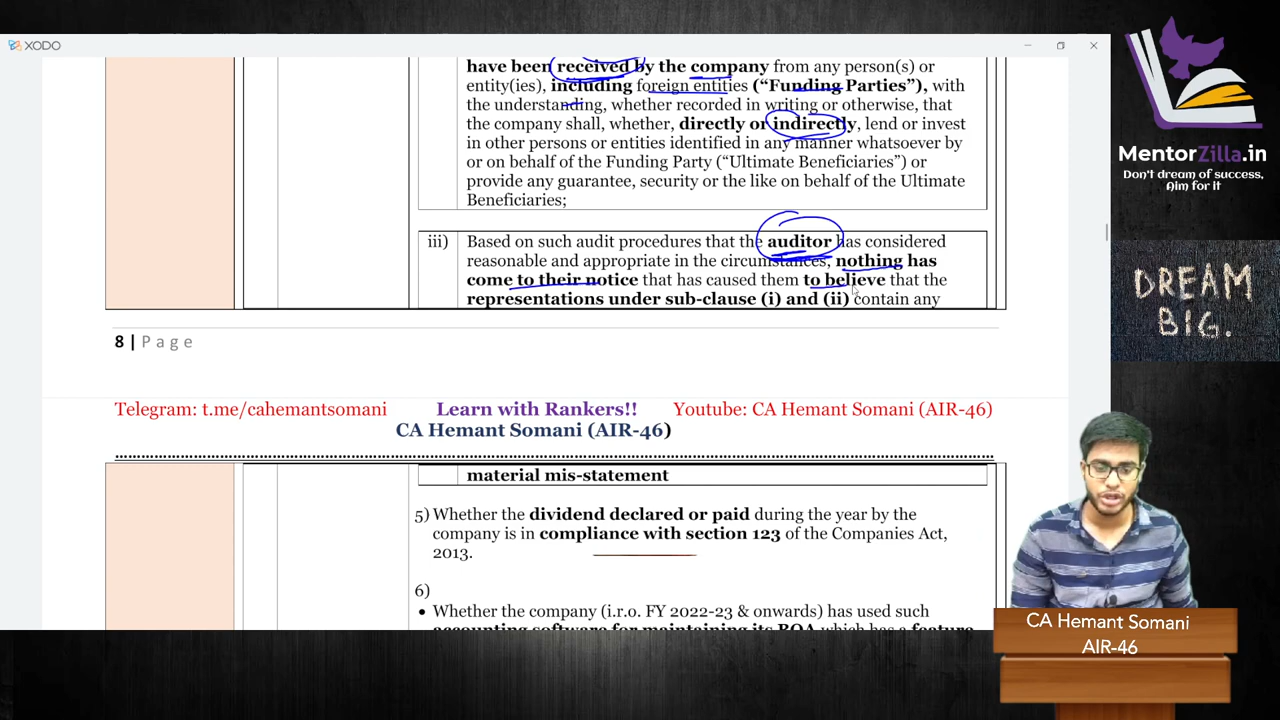 XODO
have been received by the company from any person(s) or
entity(ies), including foreign entities (“Funding Parties”), with
the understanding, whether recorded in writing or otherwise, that
the company shall, whether, directly or indirectly, lend or invest
in other persons or entities identified in any manner whatsoever by
or on behalf of the Funding Party (“Ultimate Beneficiaries”) or
provide any guarantee, security or the like on behalf of the Ultimate
Beneficiaries;
iii) Based on such audit procedures that the auditor has considered
reasonable and appropriate in the circumstances, nothing has
come to their notice that has caused them to believe that the
representations under sub-clause (i) and (ii) contain any
8 | Page
Telegram: t.me/cahemantsomani Learn with Rankers!! Youtube: CA Hemant Somani (AIR-46)
CA Hemant Somani (AIR-46)
material mis-statement
5) Whether the dividend declared or paid during the year by the
company is in compliance with section 123 of the Companies Act,
2013.
6)
• Whether the company (i.r.o. FY 2022-23 & onwards) has used such
accounting software for maintaining its BOA which has a feature
MentorZilla.in
Don't dream of success,
Aim for it
DREAM
BIG.
CA Hemant Somani
AIR-46